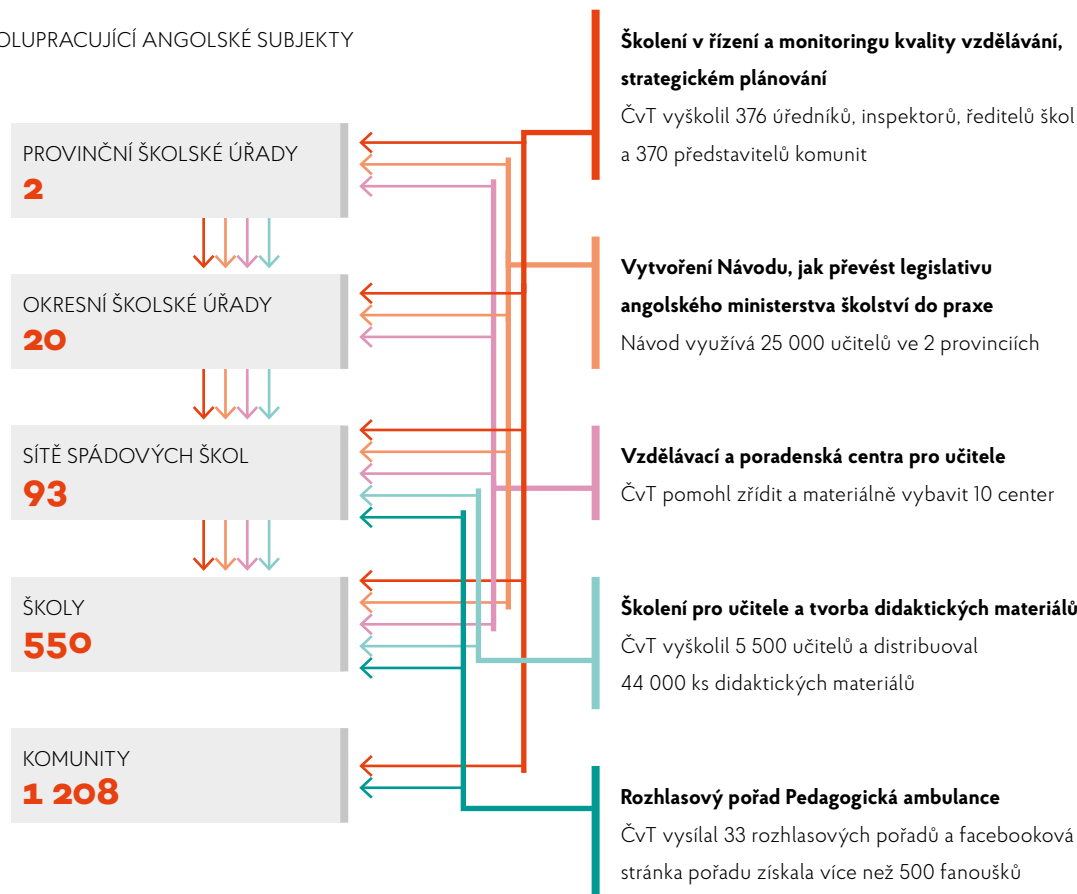 OLUPRACUJÍCÍ ANGOLSKÉ SUBJEKTY
PROVINČNÍ ŠKOLSKÉ ÚŘADY
2
OKRESNÍ ŠKOLSKÉ ÚŘADY
20
SÍTĚ SPÁDOVÝCH ŠKOL
93
ŠKOLY
550
KOMUNITY
1 208
Školení v řízení a monitoringu kvality vzdělávání,
strategickém plánování
ČvT vyškolil 376 úředníků, inspektorů, ředitelů škol
a 370 představitelů komunit
Vytvoření Návodu, jak převést legislativu
angolského ministerstva školství do praxe
Návod využívá 25 000 učitelů ve 2 provinciích
Vzdělávací a poradenská centra pro učitele
ČvT pomohl zřídit a materiálně vybavit 10 center
Školení pro učitele a tvorba didaktických materiálů
ČvT vyškolil 5 500 učitelů a distribuoval
44 000 ks didaktických materiálů
Rozhlasový pořad Pedagogická ambulance
ČvT vysílal 33 rozhlasových pořadů a facebooková
stránka pořadu získala více než 500 fanoušků